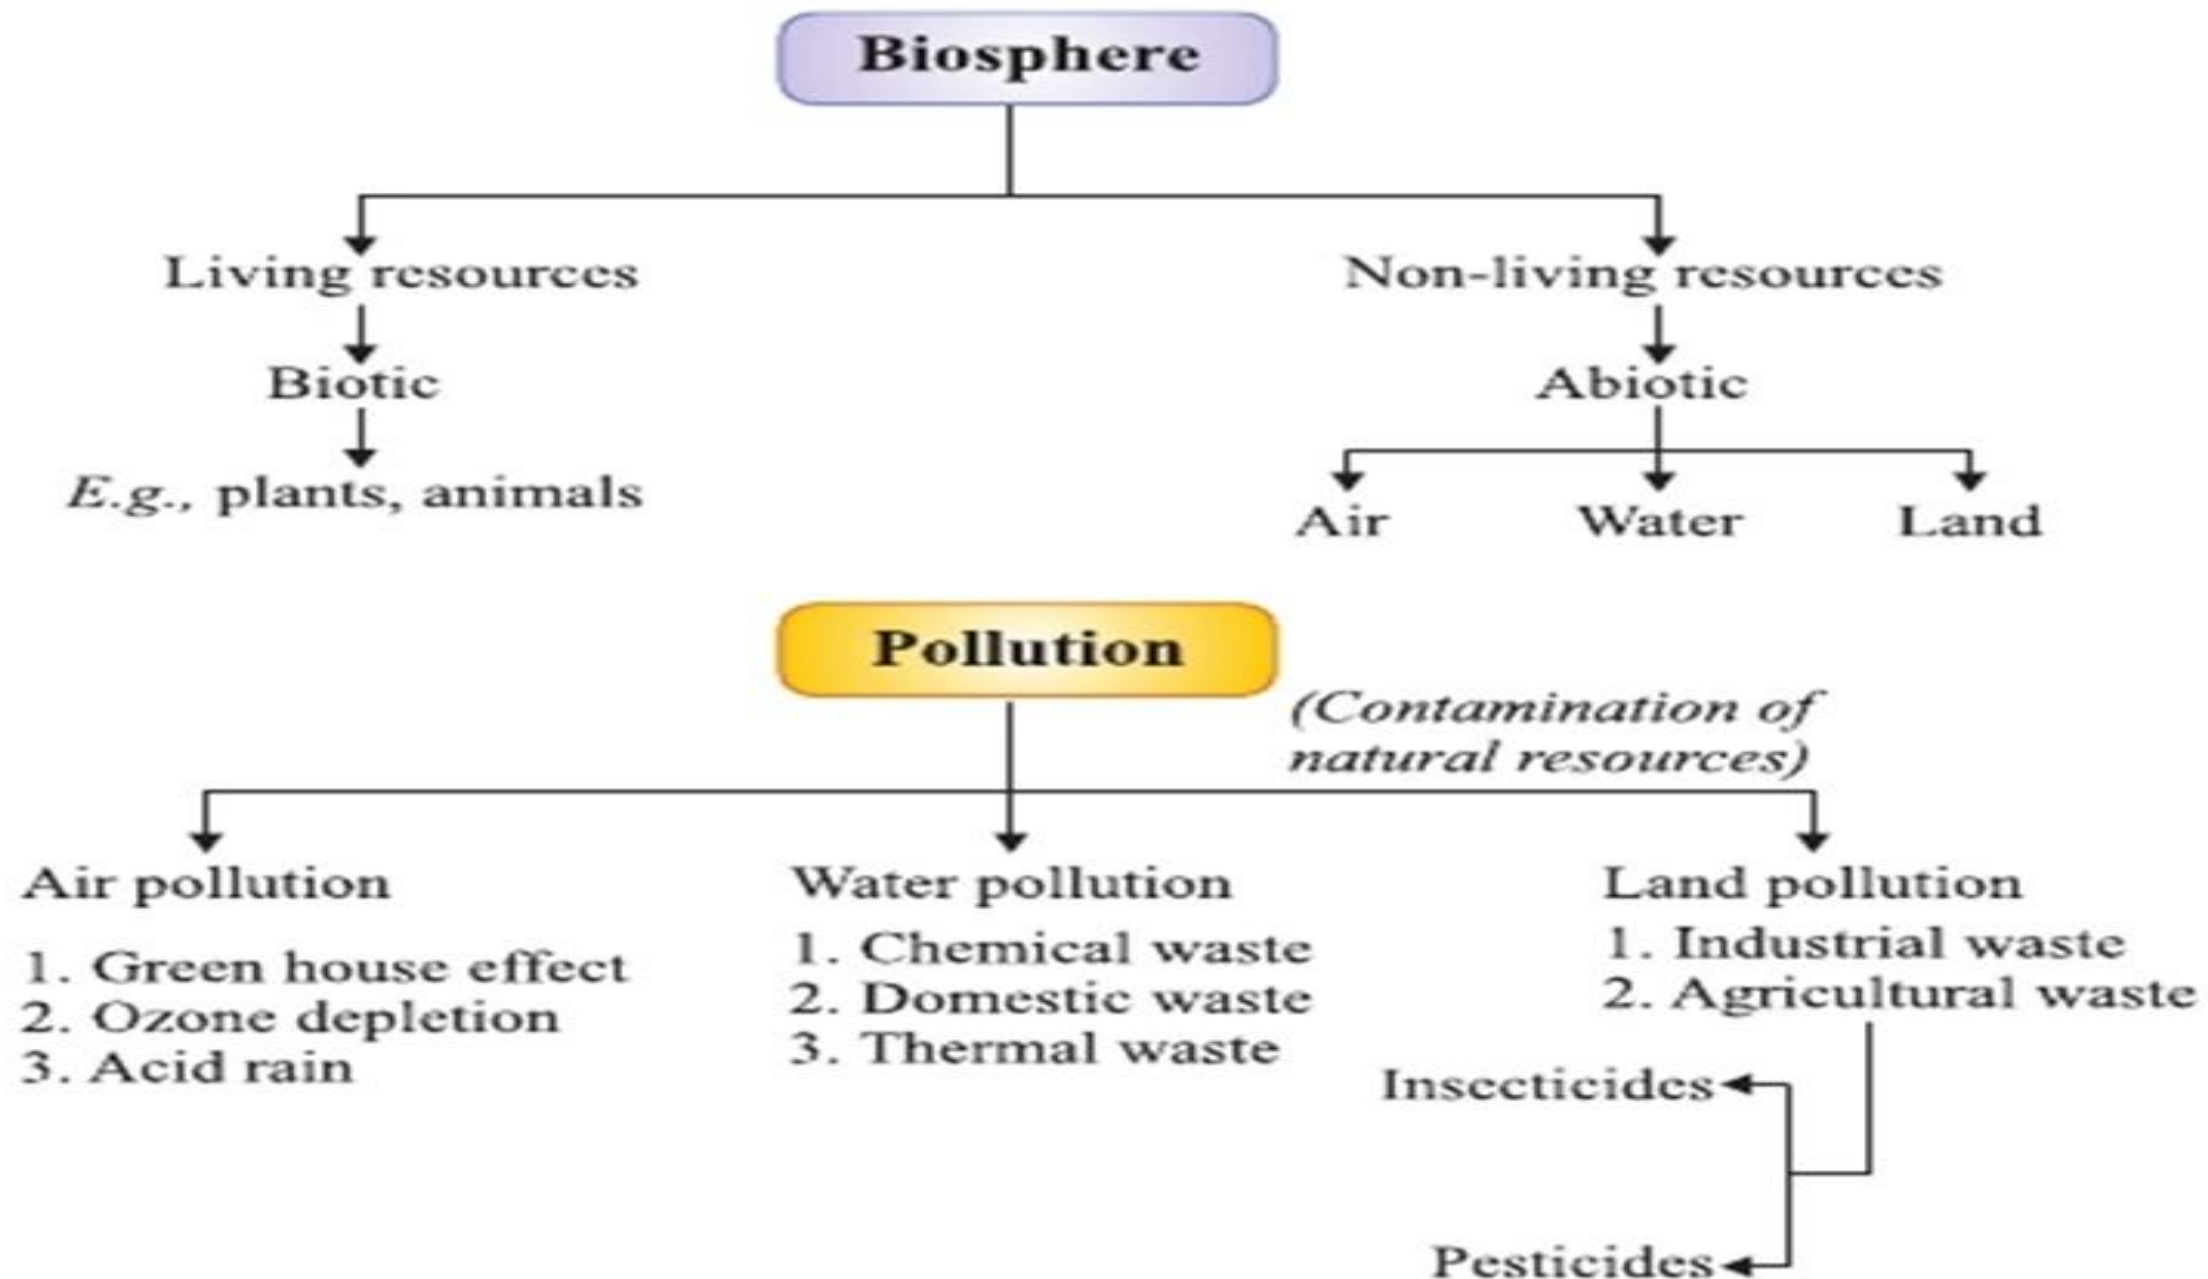 Biosphere
Living resources
Non-living resources
Biotic
Abiotic
E.g., plants, animals
Air
Water
Land
Pollution
(Contamination of
natural resources)
Air pollution
1. Green house effect
2. Ozone depletion
3. Acid rain
Water pollution
1. Chemical waste
2. Domestic waste
3. Thermal waste
Land pollution
1. Industrial waste
2. Agricultural waste
Insecticides
Pesticides